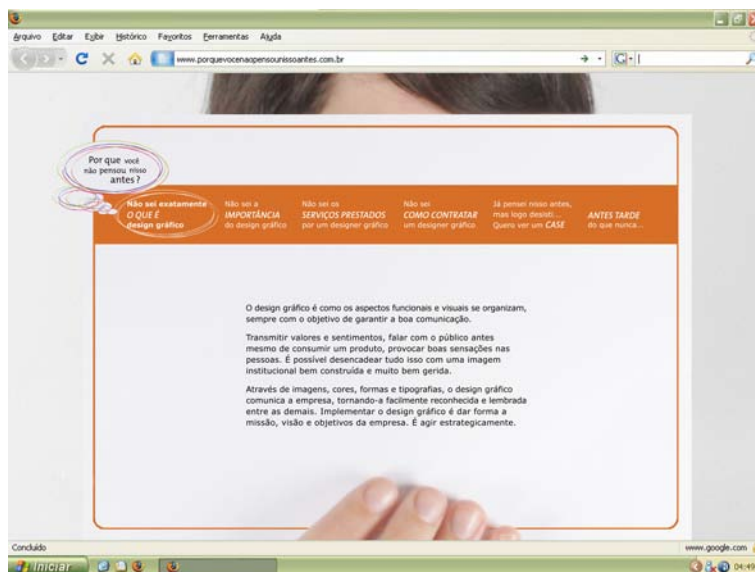 Arquivo Editar Exibir Histórico Favoritos Ferramentas Ajuda
www.porquevocenaopensounissoantes.com.br
G
Por que você
não pensou nisso
antes?
Não sei exatamente
O QUE É
design gráfico
Não sei a
IMPORTÂNCIA
do design gráfico
Não sei os
SERVIÇOS PRESTADOS
por um designer gráfico
Não sei
COMO CONTRATAR
um designer gráfico
Já pensei nisso antes,
mas logo desisti...
Quero ver um CASE
ANTES TARDE
do que nunca...
O design gráfico é como os aspectos funcionais e visuais se organizam,
sempre com o objetivo de garantir a boa comunicação.
Transmitir valores e sentimentos, falar com o público antes
mesmo de consumir um produto, provocar boas sensações nas
pessoas. É possível desencadear tudo isso com uma imagem
institucional bem construída e muito bem gerida.
Através de imagens, cores, formas e tipografias, o design gráfico
comunica a empresa, tornando-a facilmente reconhecida e lembrada
entre as demais. Implementar o design gráfico é dar forma a
missão, visão e objetivos da empresa. É agir estrategicamente.
Concluído
www.google.com
Iniciar